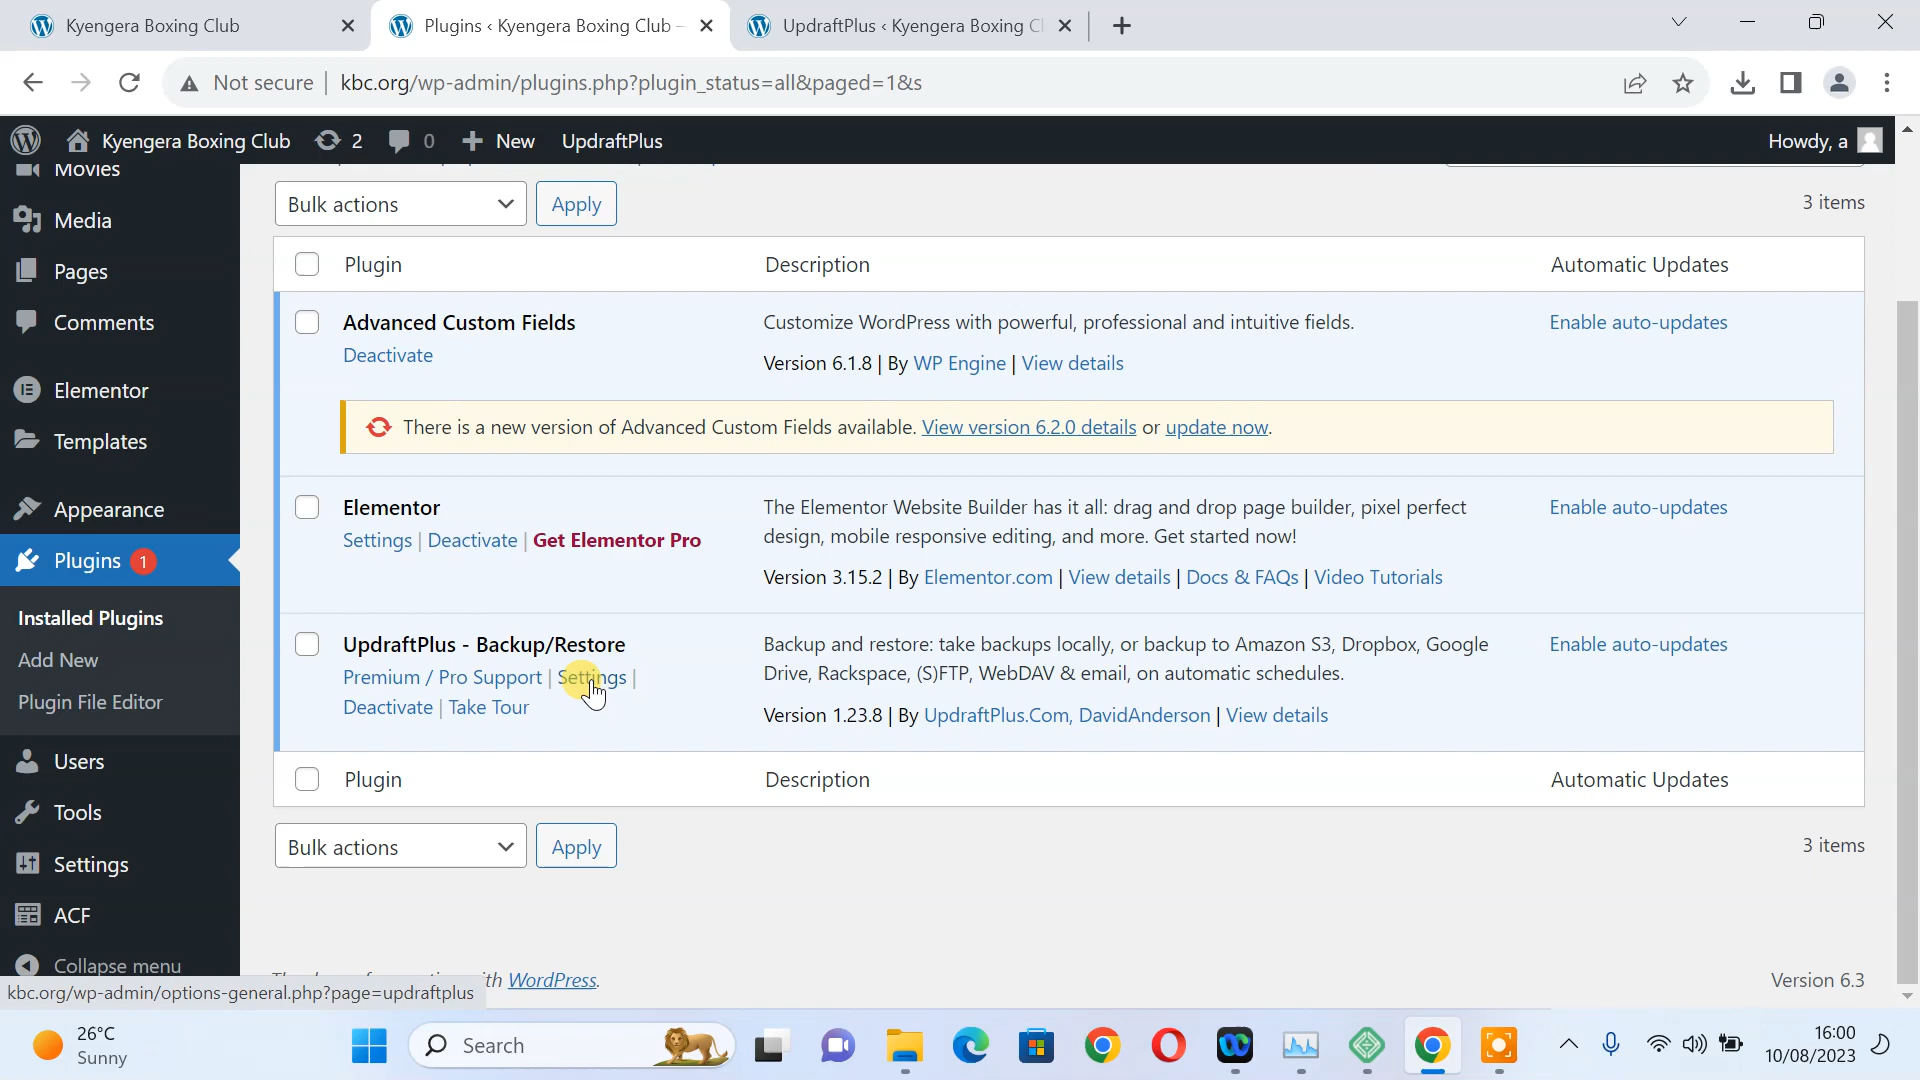 Kyengera Boxing Club
Plugins ‹ Kyengera Boxing Club –
UpdraftPlus ‹ Kyengera Boxing C
Not secure | kbc.org/wp-admin/plugins.php?plugin_status=all&paged=1&s
Kyengera Boxing Club 2 0 New UpdraftPlus Howdy, a
Movies
Media
Pages
Comments
Elementor
Templates
Appearance
Plugins 1
Installed Plugins
Add New
Plugin File Editor
Users
Tools
Settings
ACF
Collapse menu
Bulk actions Apply 3 items
Plugin Description Automatic Updates
Advanced Custom Fields Customize WordPress with powerful, professional and intuitive fields. Enable auto-updates
Deactivate Version 6.1.8 | By WP Engine | View details
There is a new version of Advanced Custom Fields available. View version 6.2.0 details or update now.
Elementor The Elementor Website Builder has it all: drag and drop page builder, pixel perfect Enable auto-updates
Settings | Deactivate | Get Elementor Pro design, mobile responsive editing, and more. Get started now!
Version 3.15.2 | By Elementor.com | View details | Docs & FAQs | Video Tutorials
UpdraftPlus - Backup/Restore Backup and restore: take backups locally, or backup to Amazon S3, Dropbox, Google Enable auto-updates
Premium / Pro Support | Settings | Drive, Rackspace, (S)FTP, WebDAV & email, on automatic schedules.
Deactivate | Take Tour Version 1.23.8 | By UpdraftPlus.Com, DavidAnderson | View details
Plugin Description Automatic Updates
Bulk actions Apply 3 items
WordPress. Version 6.3
kbc.org/wp-admin/options-general.php?page=updraftplus
26°C
Sunny
Search
16:00
10/08/2023